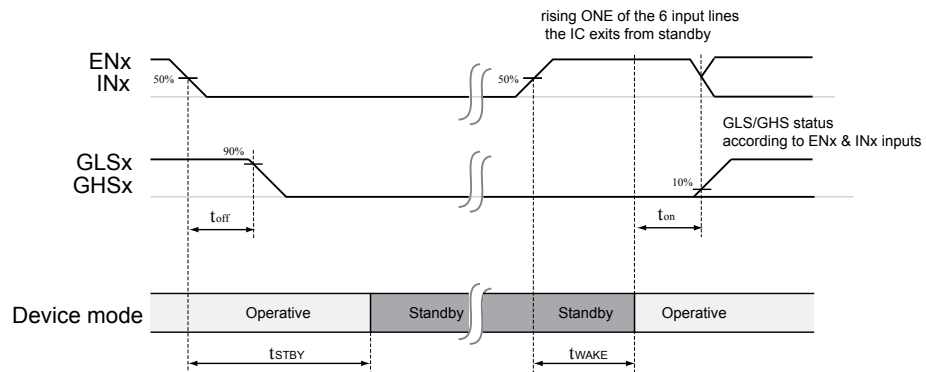 rising ONE of the 6 input lines
the IC exits from standby
ENx
INx
50%
50%
GLS/GHS status
according to ENx & INx inputs
GLSx
GHSx
90%
10%
toff
ton
Device mode
Operative
Standby
Standby
Operative
tSTBY
tWAKE